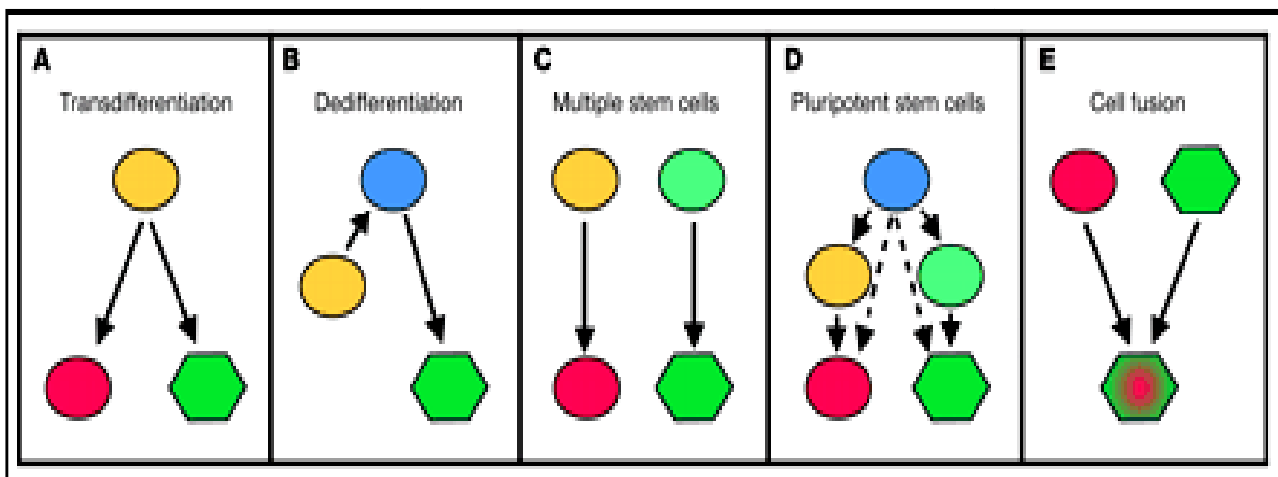 A
Transdifferentiation
B
Dedifferentiation
C
Multiple stem cells
D
Pluripotent stem cells
E
Cell fusion